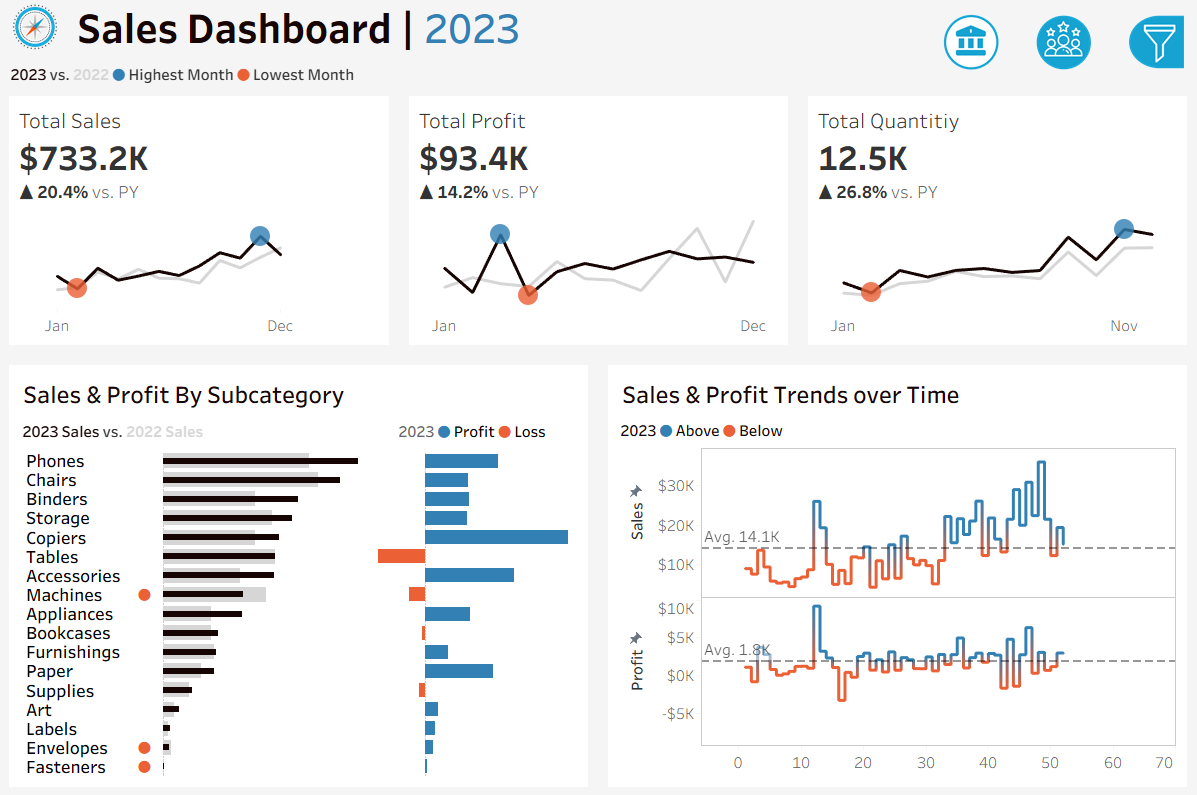 Sales Dashboard | 2023
2023 vs. 2022 Highest Month Lowest Month
Total Sales
$733.2K
▲ 20.4% vs. PY
Jan Dec
Total Profit
$93.4K
▲ 14.2% vs. PY
Jan Dec
Total Quantitiy
12.5K
▲ 26.8% vs. PY
Jan Nov
Sales & Profit By Subcategory
2023 Sales vs. 2022 Sales
2023 Profit Loss
Phones
Chairs
Binders
Storage
Copiers
Tables
Accessories
Machines
Appliances
Bookcases
Furnishings
Paper
Supplies
Art
Labels
Envelopes
Fasteners
Sales & Profit Trends over Time
2023 Above Below
Sales
$30K
$20K
Avg. 14.1K
$10K
Profit
$10K
$5K
Avg. 1.8K
$0K
-$5K
0 10 20 30 40 50 60 70